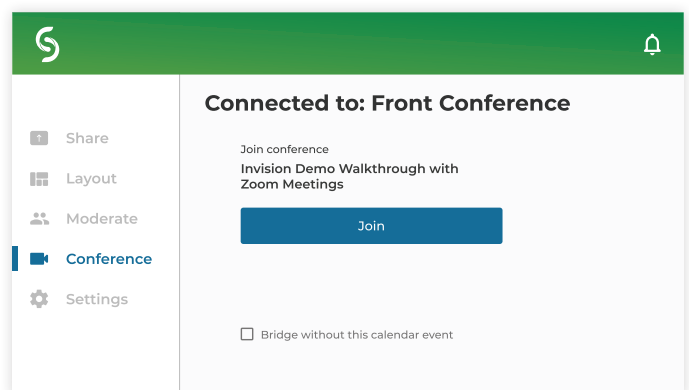 Connected to: Front Conference
Share
Layout
Moderate
Conference
Settings
Join conference
Invision Demo Walkthrough with
Zoom Meetings
Join
Bridge without this calendar event